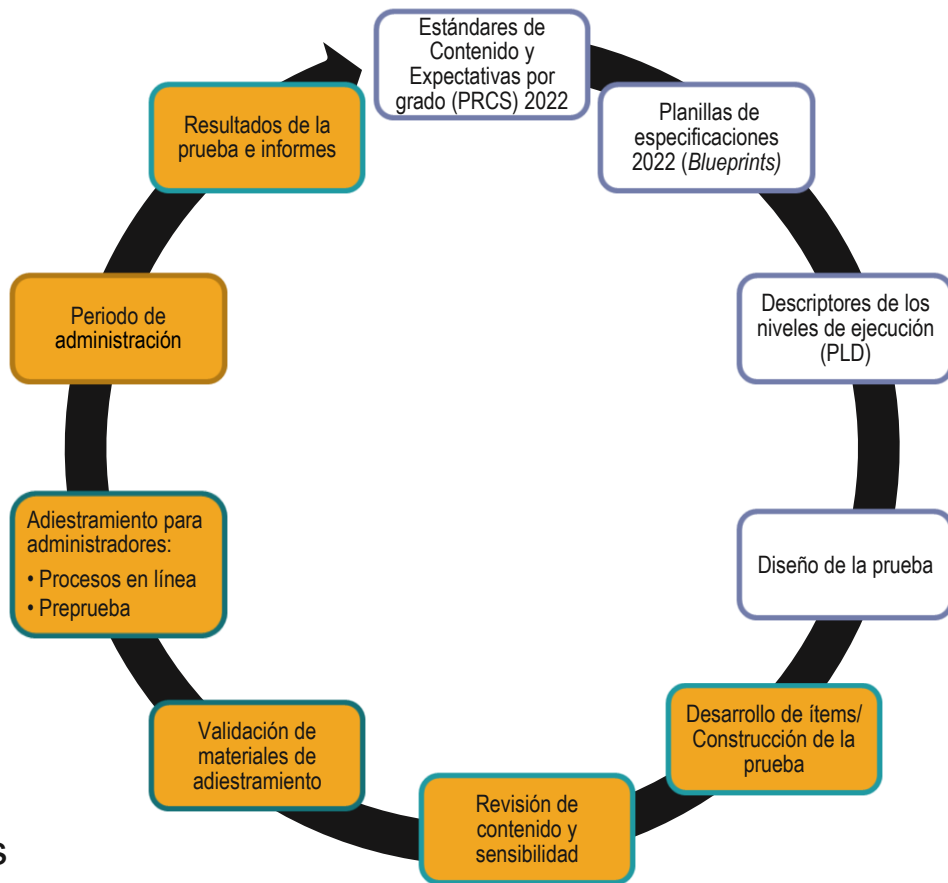 Estándares de
Contenido y
Expectativas por
grado (PRCS) 2022
Planillas de
especificaciones
2022 (Blueprints)
Descriptores de los
niveles de ejecución
(PLD)
Diseño de la prueba
Desarrollo de ítems/
Construcción de la
prueba
Revisión de
contenido y
sensibilidad
Validación de
materiales de
adiestramiento
Adiestramiento para
administradores:
• Procesos en línea
• Preprueba
Periodo de
administración
Resultados de la
prueba e informes
s